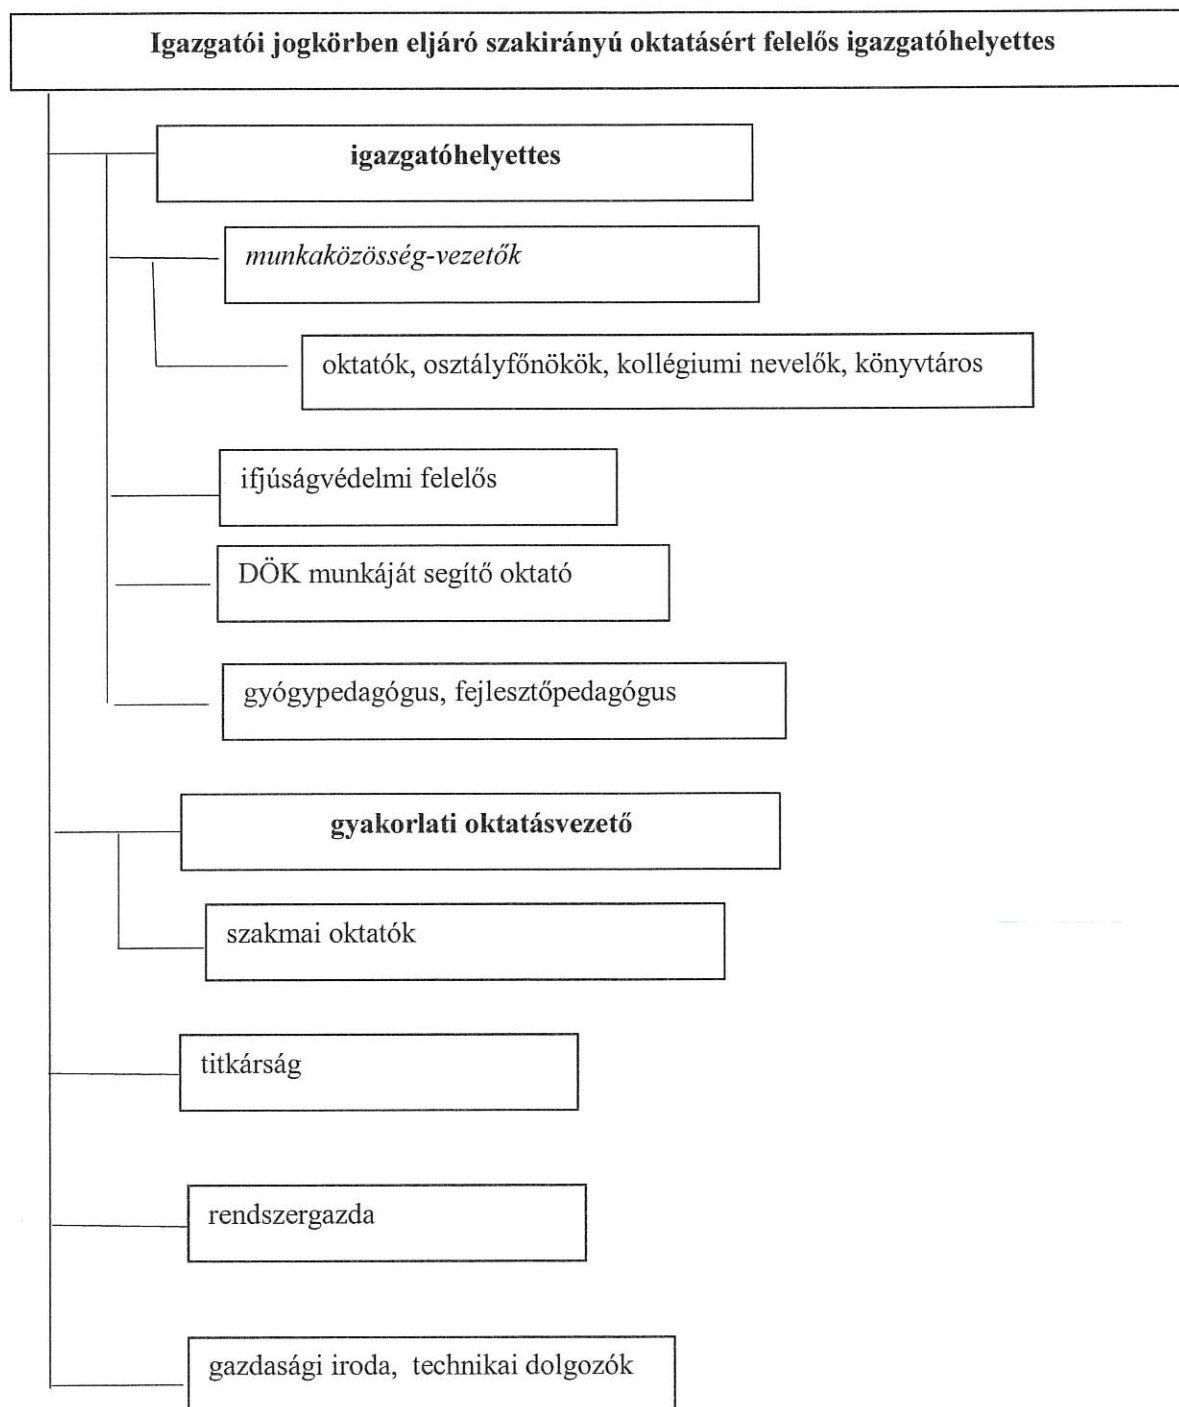 Igazgatói jogkörben eljáró szakirányú oktatásért felelős igazgatóhelyettes
igazgatóhelyettes
munkaközösség-vezetők
oktatók, osztályfőnökök, kollégiumi nevelők, könyvtáros
ifjúságvédelmi felelős
DÖK munkáját segítő oktató
gyógypedagógus, fejlesztőpedagógus
gyakorlati oktatásvezető
szakmai oktatók
titkárság
rendszergazda
gazdasági iroda, technikai dolgozók